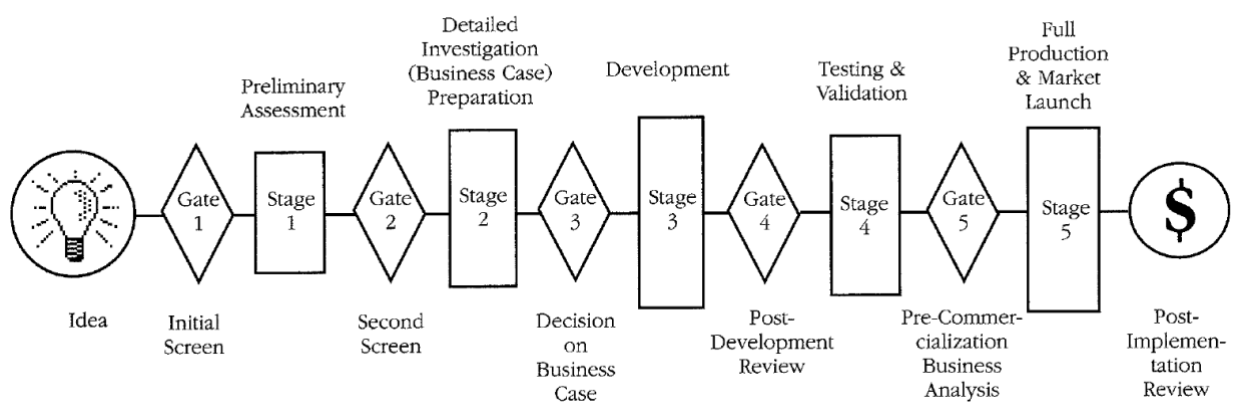 Preliminary
Assessment
Detailed
Investigation
(Business Case)
Preparation
Development
Testing &
Validation
Full
Production
& Market
Launch
Gate
1
Stage
1
Gate
2
Stage
2
Gate
3
Stage
3
Gate
4
Stage
4
Gate
5
Stage
5
$
Idea
Initial
Screen
Second
Screen
Decision
on
Business
Case
Post-
Development
Review
Pre-Commer-
cialization
Business
Analysis
Post-
Implemen-
tation
Review